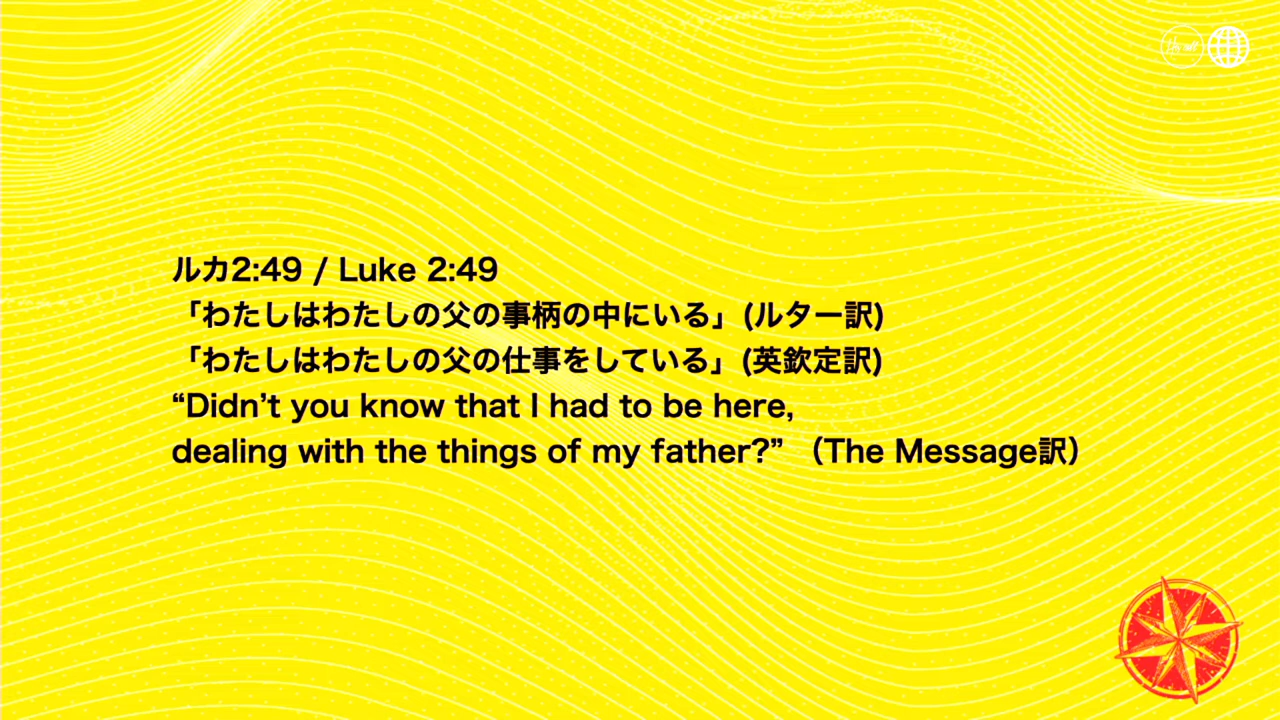 ルカ2:49 / Luke 2:49
「わたしはわたしの父の事柄の中にいる」(ルター訳)
「わたしはわたしの父の仕事をしている」(英欽定訳)
“Didn’t you know that I had to be here,
dealing with the things of my father?” （The Message訳）